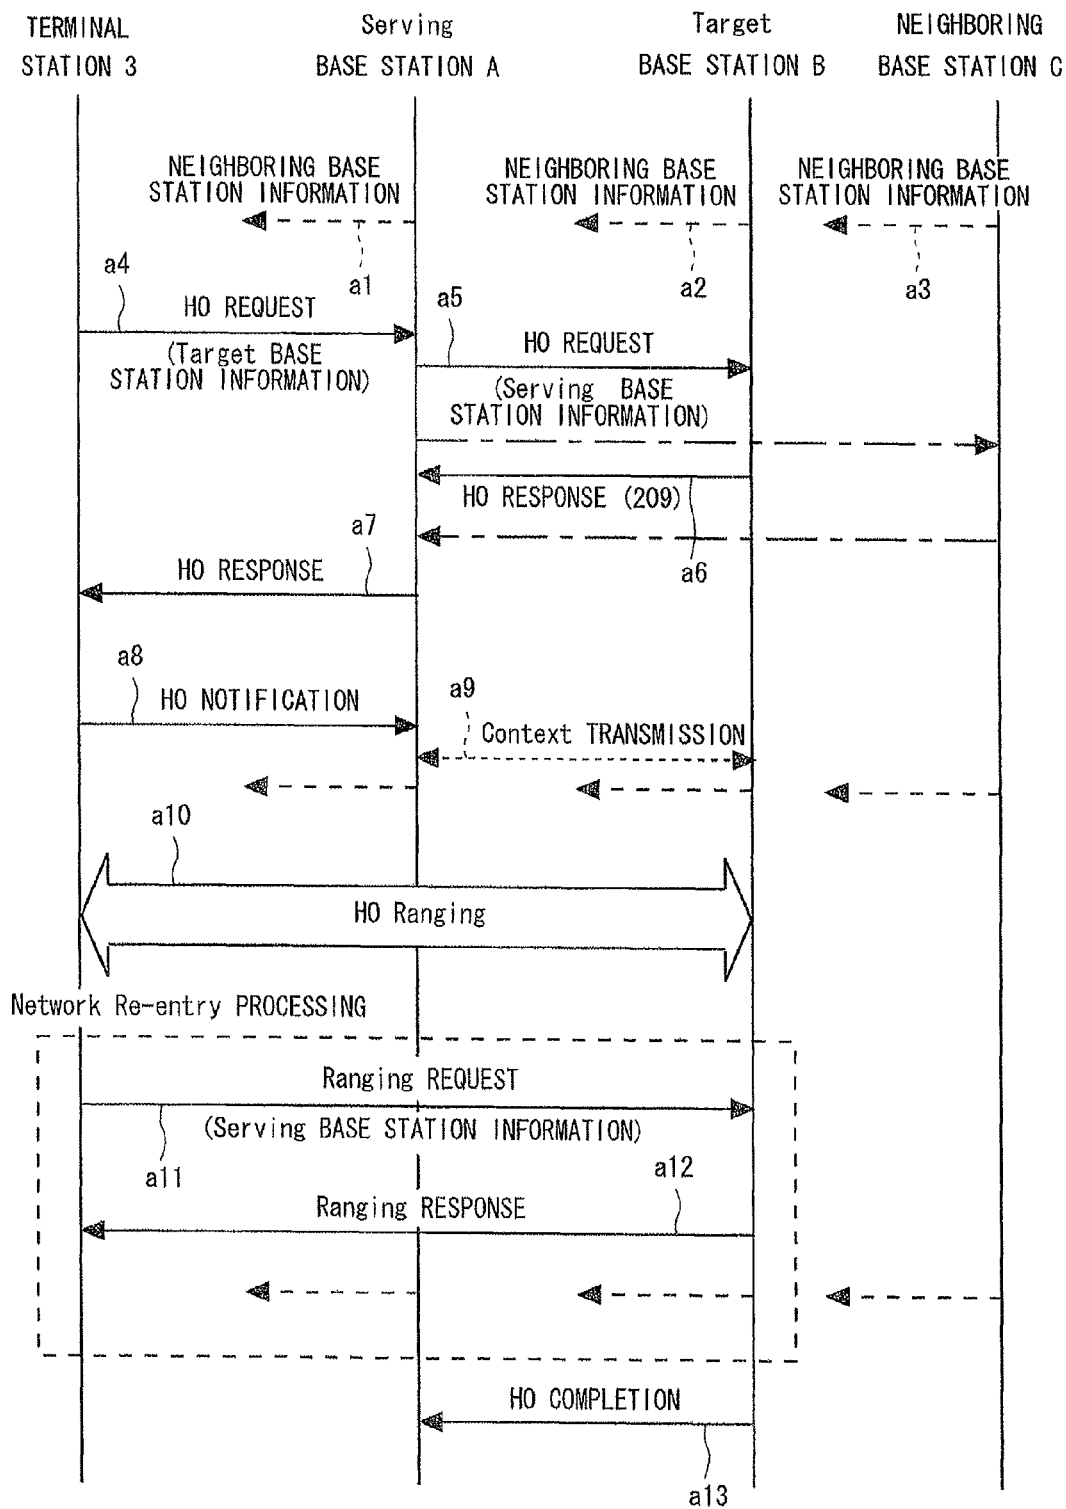 TERMINAL
STATION 3
Serving
BASE STATION A
Target
BASE STATION B
NEIGHBORING
BASE STATION C
NEIGHBORING BASE
STATION INFORMATION
NEIGHBORING BASE
STATION INFORMATION
NEIGHBORING BASE
STATION INFORMATION
a1
a2
a3
a4
HO REQUEST
(Target BASE
STATION INFORMATION)
a5
HO REQUEST
(Serving BASE
STATION INFORMATION)
HO RESPONSE (209)
a6
a7
HO RESPONSE
a8
HO NOTIFICATION
a9
Context TRANSMISSION
a10
HO Ranging
Network Re-entry PROCESSING
Ranging REQUEST
(Serving BASE STATION INFORMATION)
a11
a12
Ranging RESPONSE
HO COMPLETION
a13